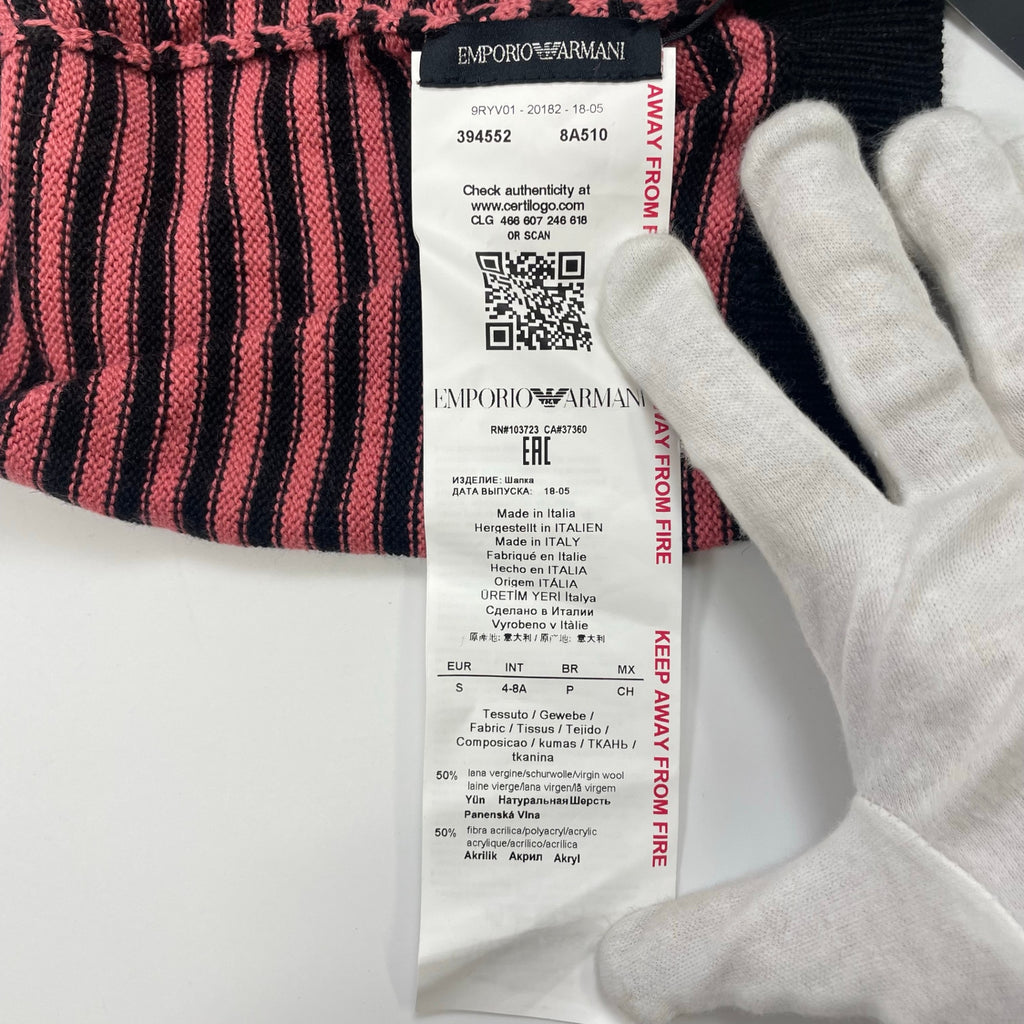 EMPORIO ARMANI
9RYV01 - 20182 - 18-05
394552 8A510
Check authenticity at
www.certilogo.com
CLG 466 607 246 618
OR SCAN
EMPORIO ARMANI
RN#103723 CA#37360
EAC
ИЗДЕЛИЕ: Шапка
ДАТА ВЫПУСКА: 18-05
Made in Italia
Hergestellt in ITALIEN
Made in ITALY
Fabriqué en Italie
Hecho en ITALIA
Origem ITÁLIA
ÜRETİM YERİ İtalya
Сделано в Италии
Vyrobeno v Itàlie
原産地: 意大利 / 原产地: 意大利
EUR INT BR MX
S 4-8A P CH
Tessuto / Gewebe /
Fabric / Tissus / Tejido /
Composicao / kumas / ТКАНЬ /
tkanina
50% lana vergine/schurwolle/virgin wool
laine vierge/lana virgen/lã virgem
Yün Натуральная Шерсть
Panenská Vlna
50% fibra acrilica/polyacryl/acrylic
acrylique/acrilico/acrílica
Akrilik Акрил Akryl
AWAY FROM
AWAY FROM FIRE
KEEP AWAY FROM FIRE